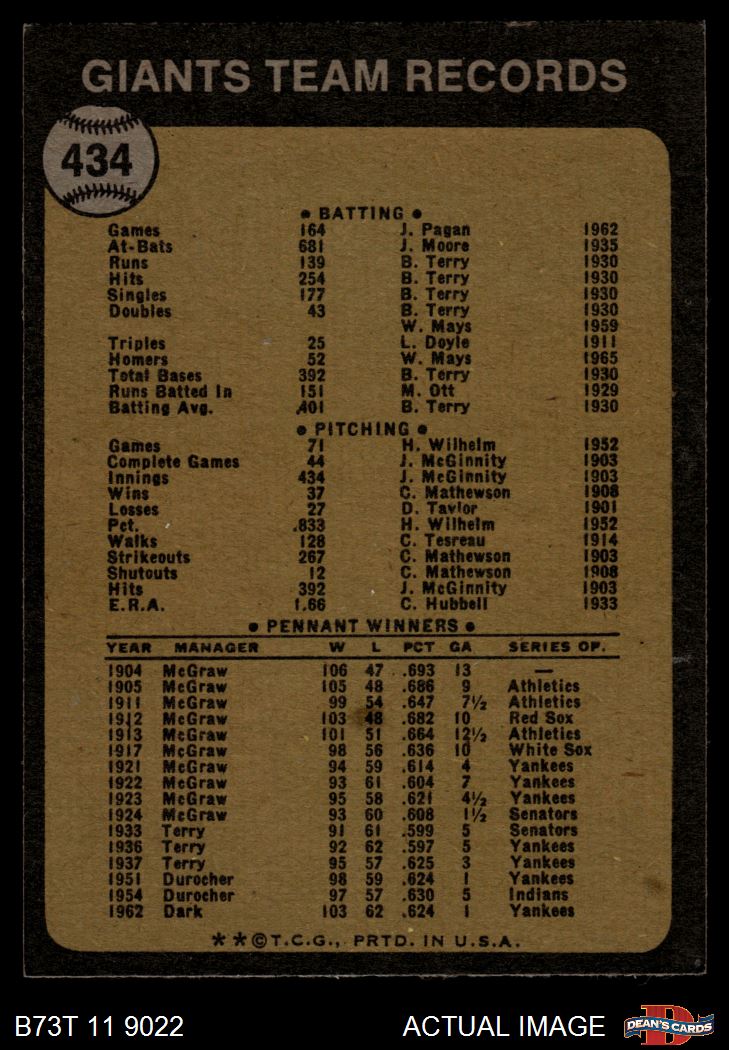 GIANTS TEAM RECORDS
434
• BATTING •
Games 164 J. Pagan 1962
At-Bats 681 J. Moore 1935
Runs 139 B. Terry 1930
Hits 254 B. Terry 1930
Singles 177 B. Terry 1930
Doubles 43 B. Terry 1930
W. Mays 1959
Triples 25 L. Doyle 1911
Homers 52 W. Mays 1965
Total Bases 392 B. Terry 1930
Runs Batted In 151 M. Ott 1929
Batting Avg. .401 B. Terry 1930
• PITCHING •
Games 71 H. Wilhelm 1952
Complete Games 44 J. McGinnity 1903
Innings 434 J. McGinnity 1903
Wins 37 C. Mathewson 1908
Losses 27 D. Taylor 1901
Pct. .833 H. Wilhelm 1952
Walks 128 C. Tesreau 1914
Strikeouts 267 C. Mathewson 1903
Shutouts 12 C. Mathewson 1908
Hits 392 J. McGinnity 1903
E.R.A. 1.66 C. Hubbell 1933
• PENNANT WINNERS •
YEAR MANAGER W L PCT GA SERIES OP.
1904 McGraw 106 47 .693 13 —
1905 McGraw 105 48 .686 9 Athletics
1911 McGraw 99 54 .647 7½ Athletics
1912 McGraw 103 48 .682 10 Red Sox
1913 McGraw 101 51 .664 12½ Athletics
1917 McGraw 98 56 .636 10 White Sox
1921 McGraw 94 59 .614 4 Yankees
1922 McGraw 93 61 .604 7 Yankees
1923 McGraw 95 58 .621 4½ Yankees
1924 McGraw 93 60 .608 1½ Senators
1933 Terry 91 61 .599 5 Senators
1936 Terry 92 62 .597 5 Yankees
1937 Terry 95 57 .625 3 Yankees
1951 Durocher 98 59 .624 1 Yankees
1954 Durocher 97 57 .630 5 Indians
1962 Dark 103 62 .624 1 Yankees
**©T.C.G., PRTD. IN U.S.A.
B73T 11 9022 ACTUAL IMAGE
D
DEAN'S CARDS